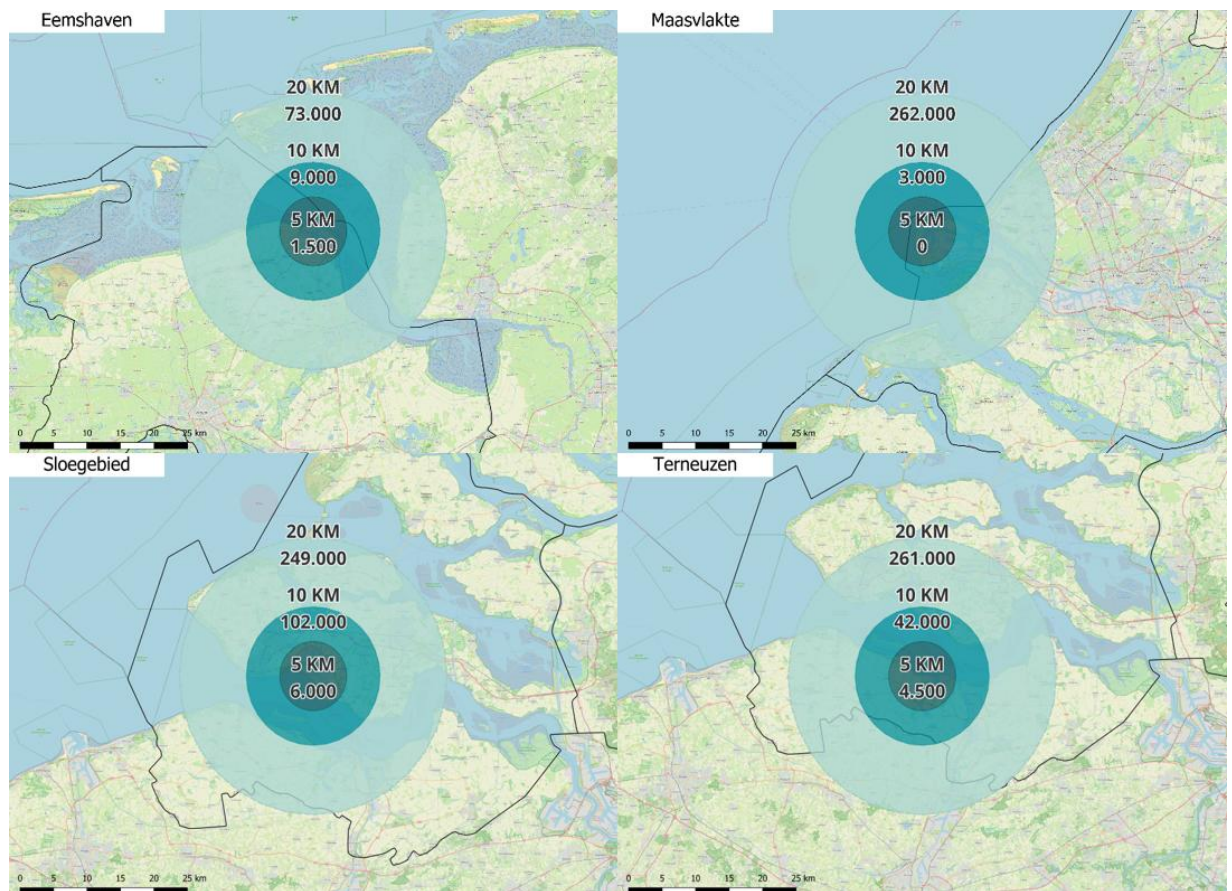 Eemshaven
20 KM
73.000
10 KM
9.000
5 KM
1.500
0 5 10 15 20 25 km
Maasvlakte
20 KM
262.000
10 KM
3.000
5 KM
0
0 5 10 15 20 25 km
Sloegebied
20 KM
249.000
10 KM
102.000
5 KM
6.000
0 5 10 15 20 25 km
Terneuzen
20 KM
261.000
10 KM
42.000
5 KM
4.500
0 5 10 15 20 25 km